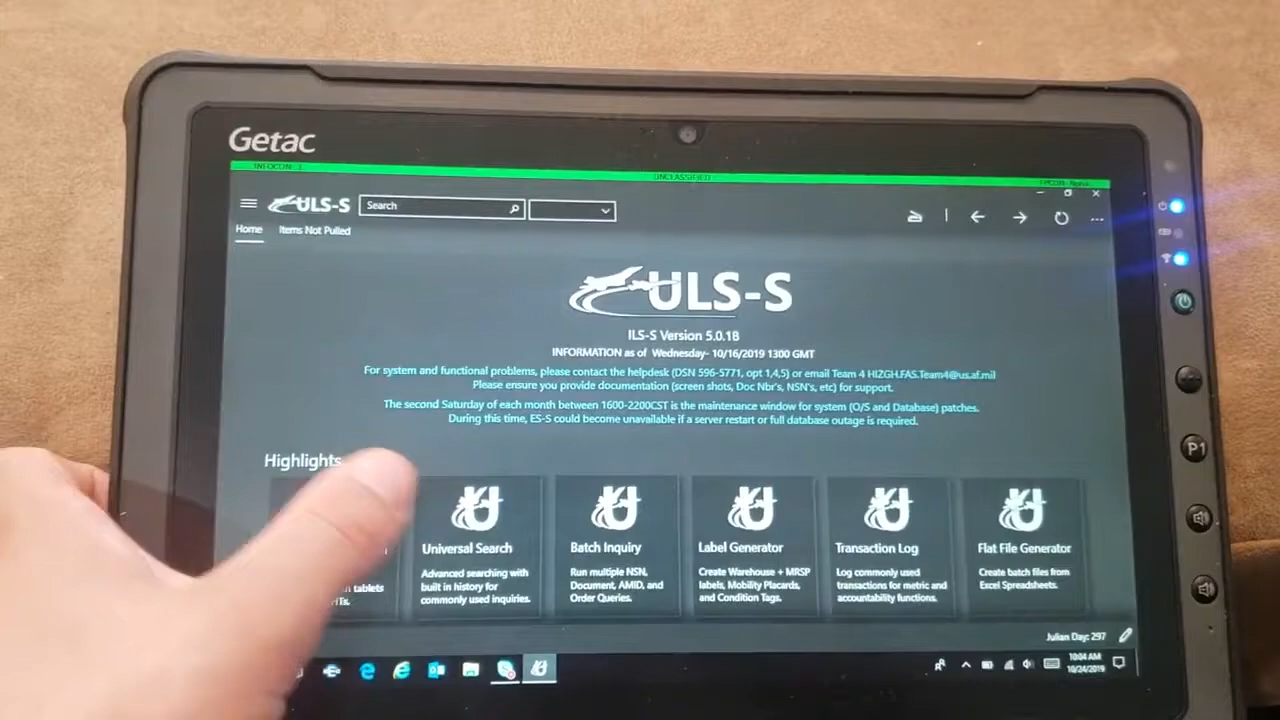 Getac
UNCLASSIFIED
ULS-S
Search
Home Items Not Pulled
ULS-S
ILS-S Version 5.0.18
INFORMATION as of Wednesday- 10/16/2019 1300 GMT
For system and functional problems, please contact the helpdesk (DSN 596-5771, opt 1,4,5) or email Team 4 HIZGH.FAS.Team4@us.af.mil
Please ensure you provide documentation (screen shots, Doc Nbr's, NSN's, etc) for support.
The second Saturday of each month between 1600-2200CST is the maintenance window for system (O/S and Database) patches.
During this time, ES-S could become unavailable if a server restart or full database outage is required.
Highlights
tablets
Universal Search
Advanced searching with
built in history for
commonly used inquiries.
Batch Inquiry
Run multiple NSN,
Document, AMID, and
Order Queries.
Label Generator
Create Warehouse + MRSP
labels, Mobility Placards,
and Condition Tags.
Transaction Log
Log commonly used
transactions for metric and
accountability functions.
Flat File Generator
Create batch files from
Excel Spreadsheets.
Julian Day: 297
10:04 AM
10/24/2019
P1